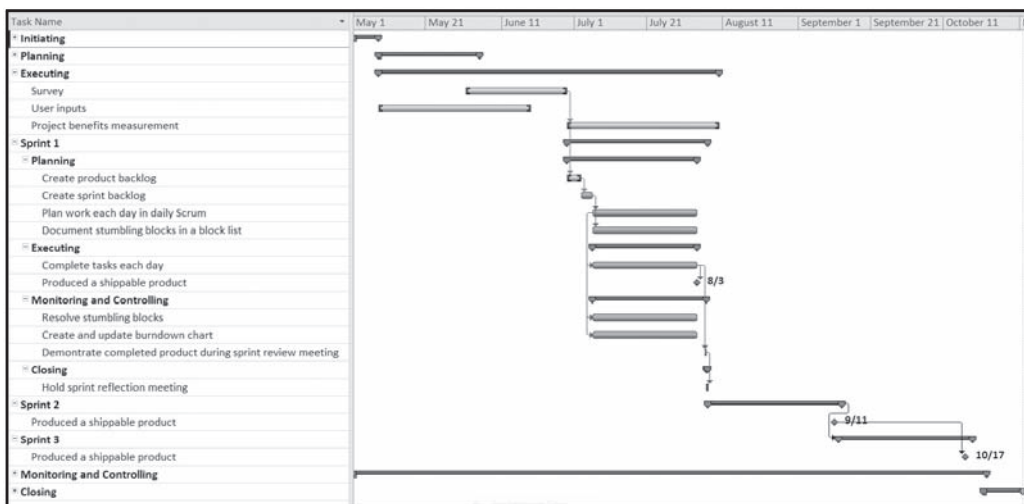 Task Name May 1 May 21 June 11 July 1 July 21 August 11 September 1 September 21 October 11
Initiating
Planning
Executing
Survey
User inputs
Project benefits measurement
Sprint 1
Planning
Create product backlog
Create sprint backlog
Plan work each day in daily Scrum
Document stumbling blocks in a block list
Executing
Complete tasks each day
Produced a shippable product 8/3
Monitoring and Controlling
Resolve stumbling blocks
Create and update burndown chart
Demontrate completed product during sprint review meeting
Closing
Hold sprint reflection meeting
Sprint 2
Produced a shippable product 9/11
Sprint 3
Produced a shippable product 10/17
Monitoring and Controlling
Closing